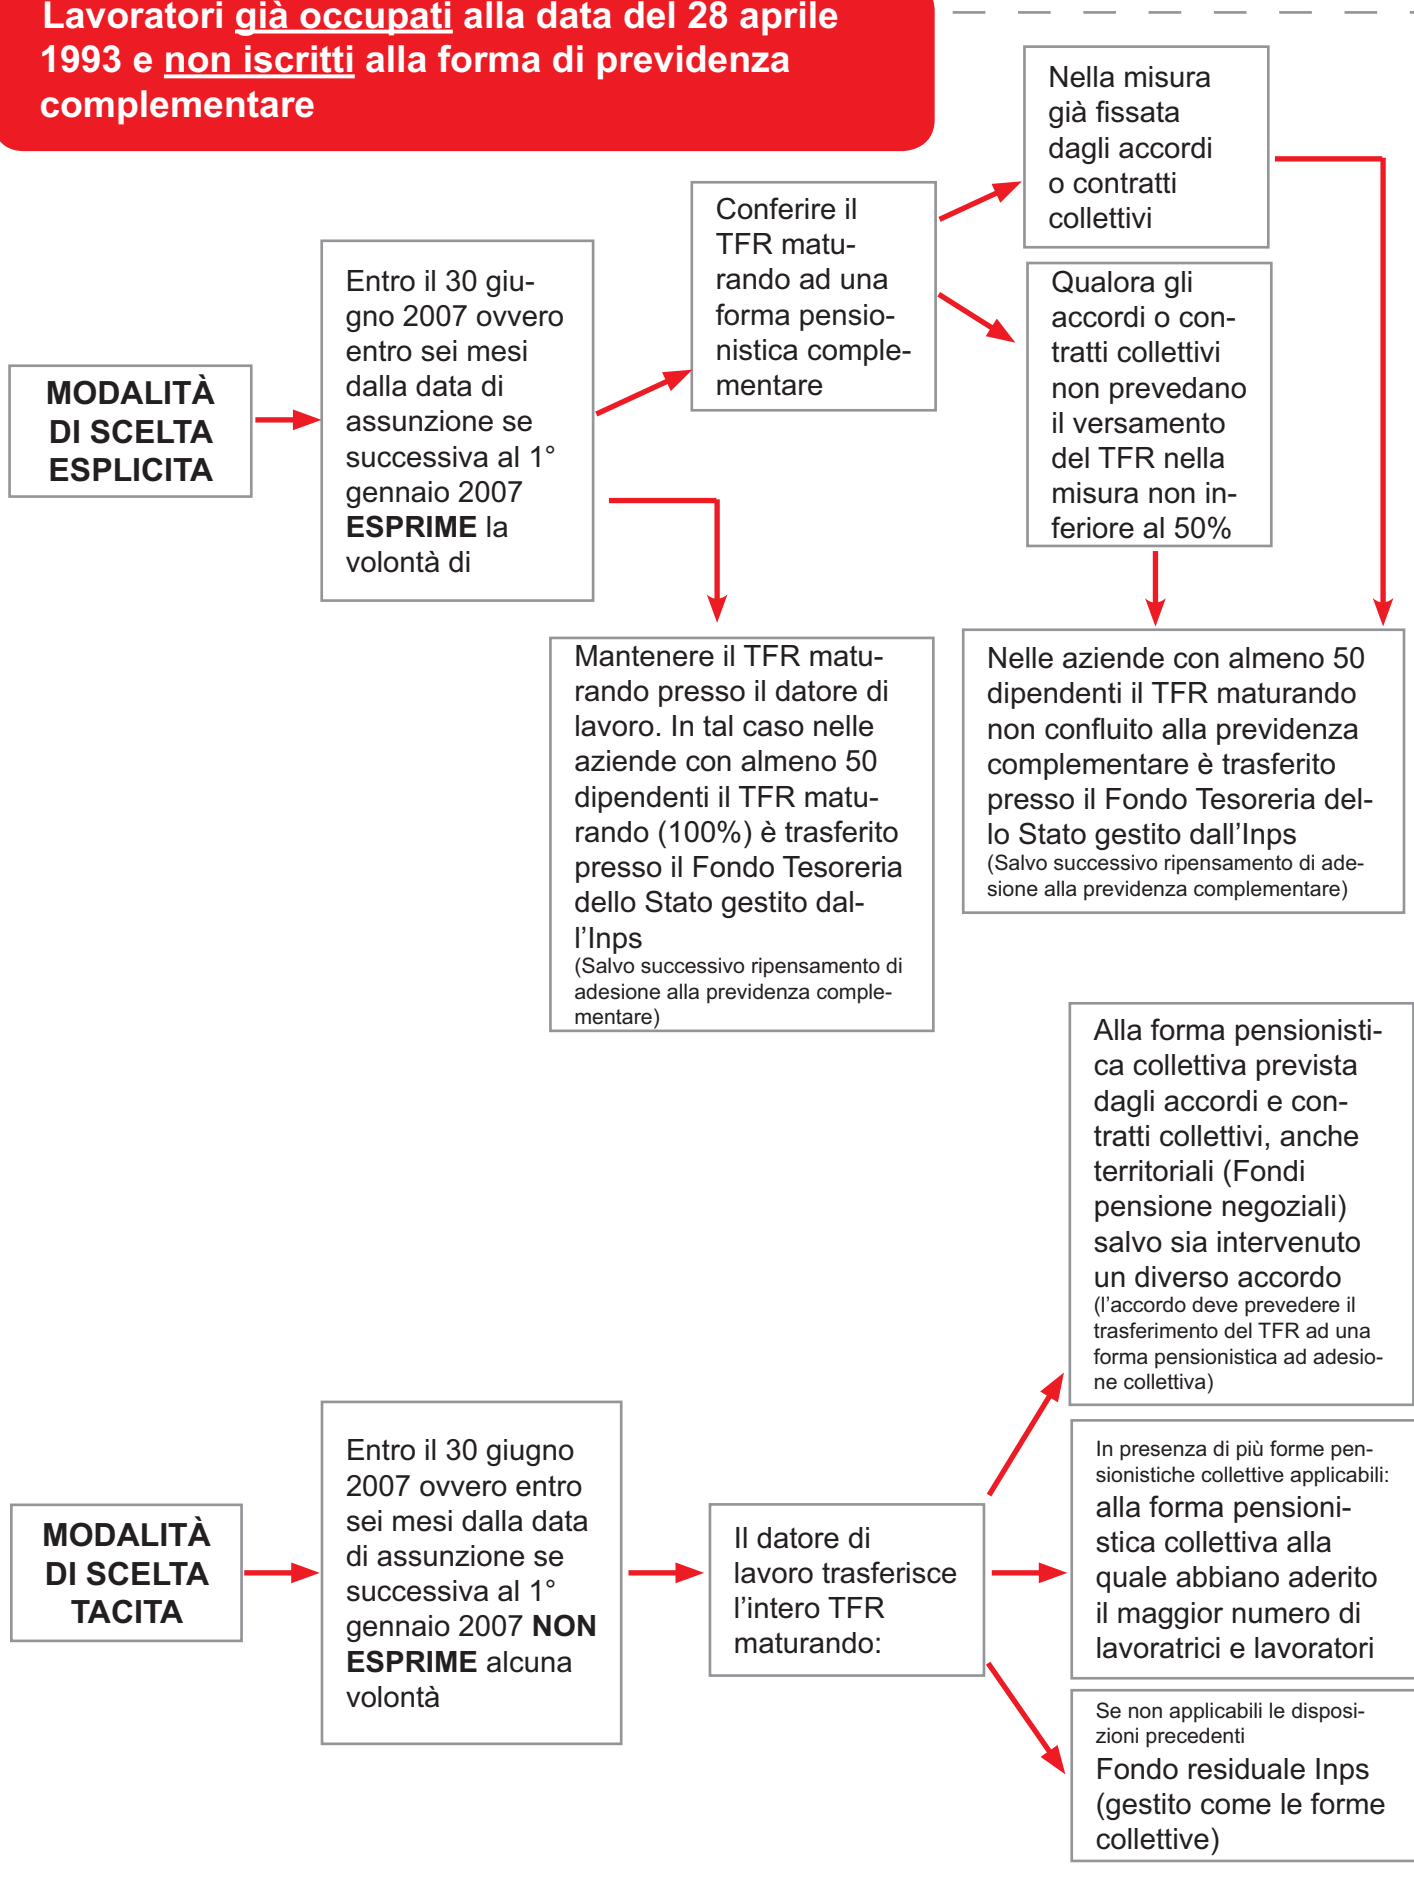 Lavoratori già occupati alla data del 28 aprile
1993 e non iscritti alla forma di previdenza
complementare
MODALITÀ
DI SCELTA
ESPLICITA
Entro il 30 giu-
gno 2007 ovvero
entro sei mesi
dalla data di
assunzione se
successiva al 1°
gennaio 2007
ESPRIME la
volontà di
Conferire il
TFR matu-
rando ad una
forma pensio-
nistica comple-
mentare
Nella misura
già fissata
dagli accordi
o contratti
collettivi
Qualora gli
accordi o con-
tratti collettivi
non prevedano
il versamento
del TFR nella
misura non in-
feriore al 50%
Mantenere il TFR matu-
rando presso il datore di
lavoro. In tal caso nelle
aziende con almeno 50
dipendenti il TFR matu-
rando (100%) è trasferito
presso il Fondo Tesoreria
dello Stato gestito dal-
l'Inps
(Salvo successivo ripensamento di
adesione alla previdenza comple-
mentare)
Nelle aziende con almeno 50
dipendenti il TFR maturando
non confluito alla previdenza
complementare è trasferito
presso il Fondo Tesoreria del-
lo Stato gestito dall'Inps
(Salvo successivo ripensamento di ade-
sione alla previdenza complementare)
MODALITÀ
DI SCELTA
TACITA
Entro il 30 giugno
2007 ovvero entro
sei mesi dalla data
di assunzione se
successiva al 1°
gennaio 2007 NON
ESPRIME alcuna
volontà
Il datore di
lavoro trasferisce
l'intero TFR
maturando:
Alla forma pensionisti-
ca collettiva prevista
dagli accordi e con-
tratti collettivi, anche
territoriali (Fondi
pensione negoziali)
salvo sia intervenuto
un diverso accordo
(l'accordo deve prevedere il
trasferimento del TFR ad una
forma pensionistica ad adesio-
ne collettiva)
In presenza di più forme pen-
sionistiche collettive applicabili:
alla forma pensioni-
stica collettiva alla
quale abbiano aderito
il maggior numero di
lavoratrici e lavoratori
Se non applicabili le disposi-
zioni precedenti
Fondo residuale Inps
(gestito come le forme
collettive)